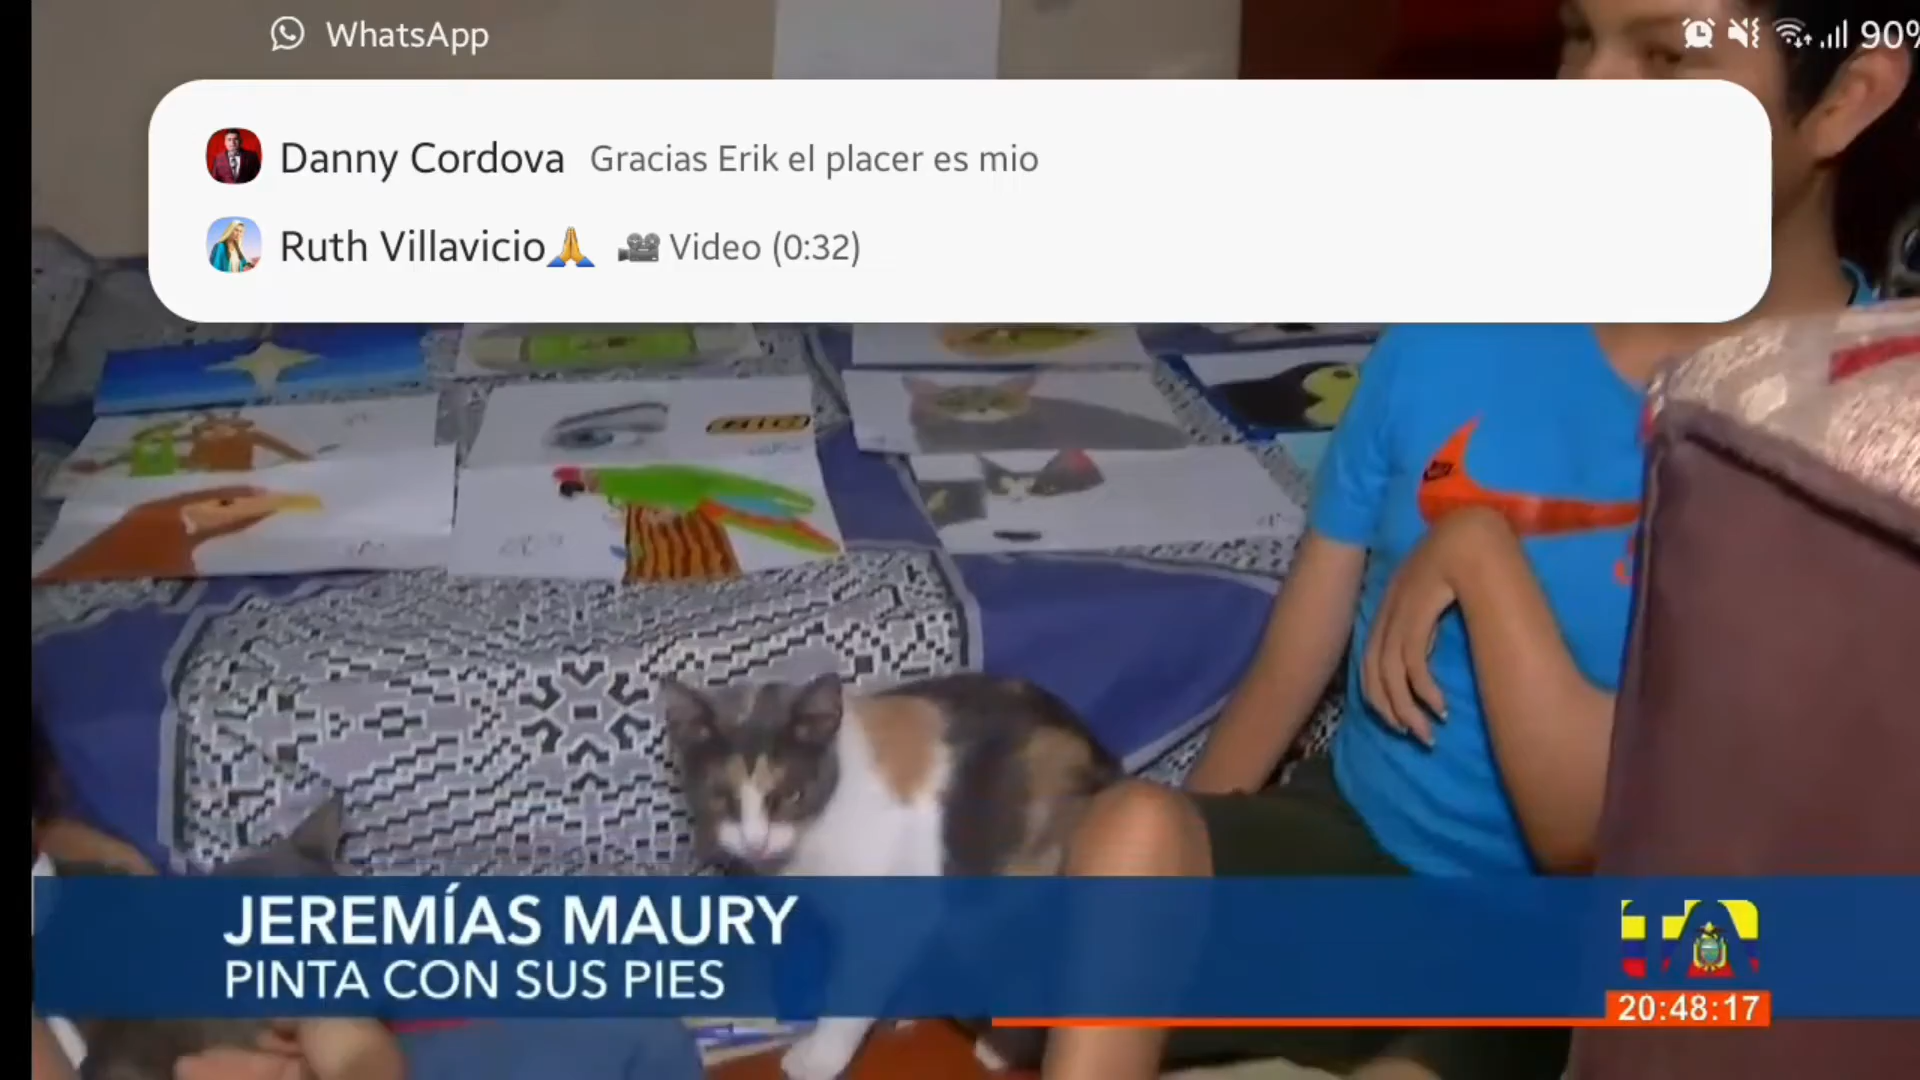 WhatsApp
90%
Danny Cordova Gracias Erik el placer es mio
Ruth Villavicio🙏 🎥 Video (0:32)
BIC
JEREMÍAS MAURY
PINTA CON SUS PIES
20:48:17